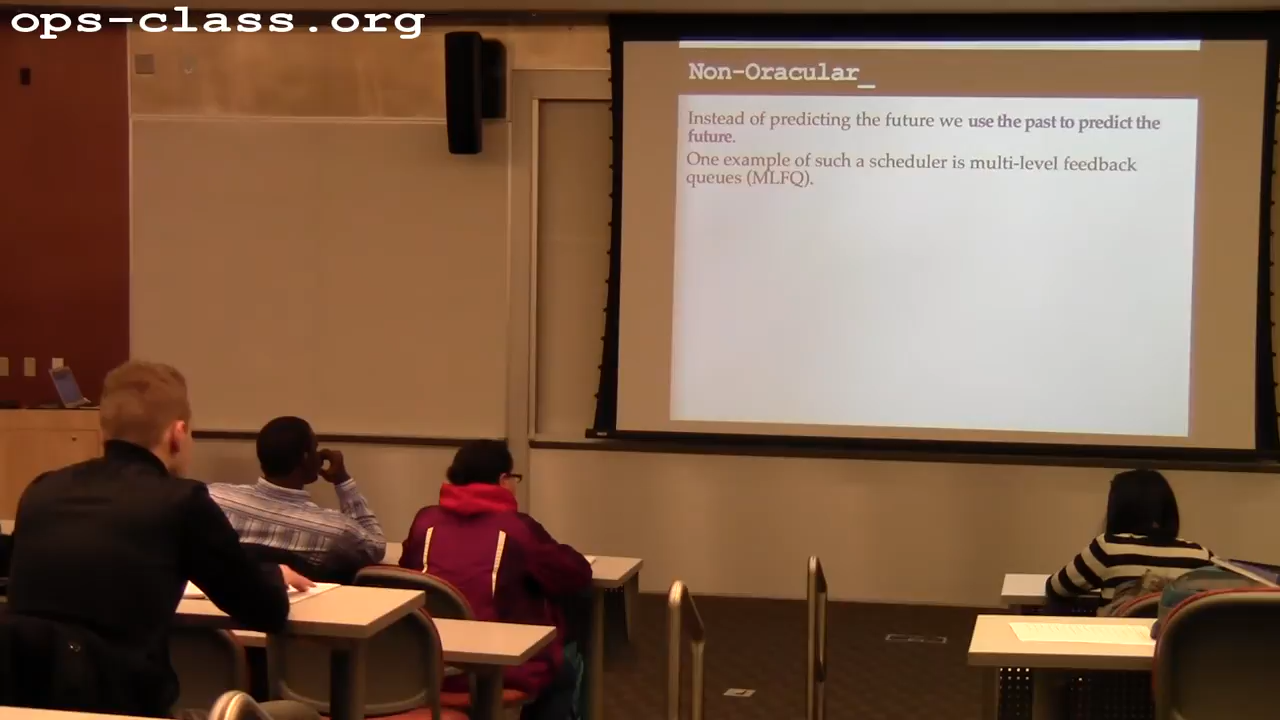 ops-class.org
Non-Oracular_
Instead of predicting the future we use the past to predict the
future.
One example of such a scheduler is multi-level feedback
queues (MLFQ).